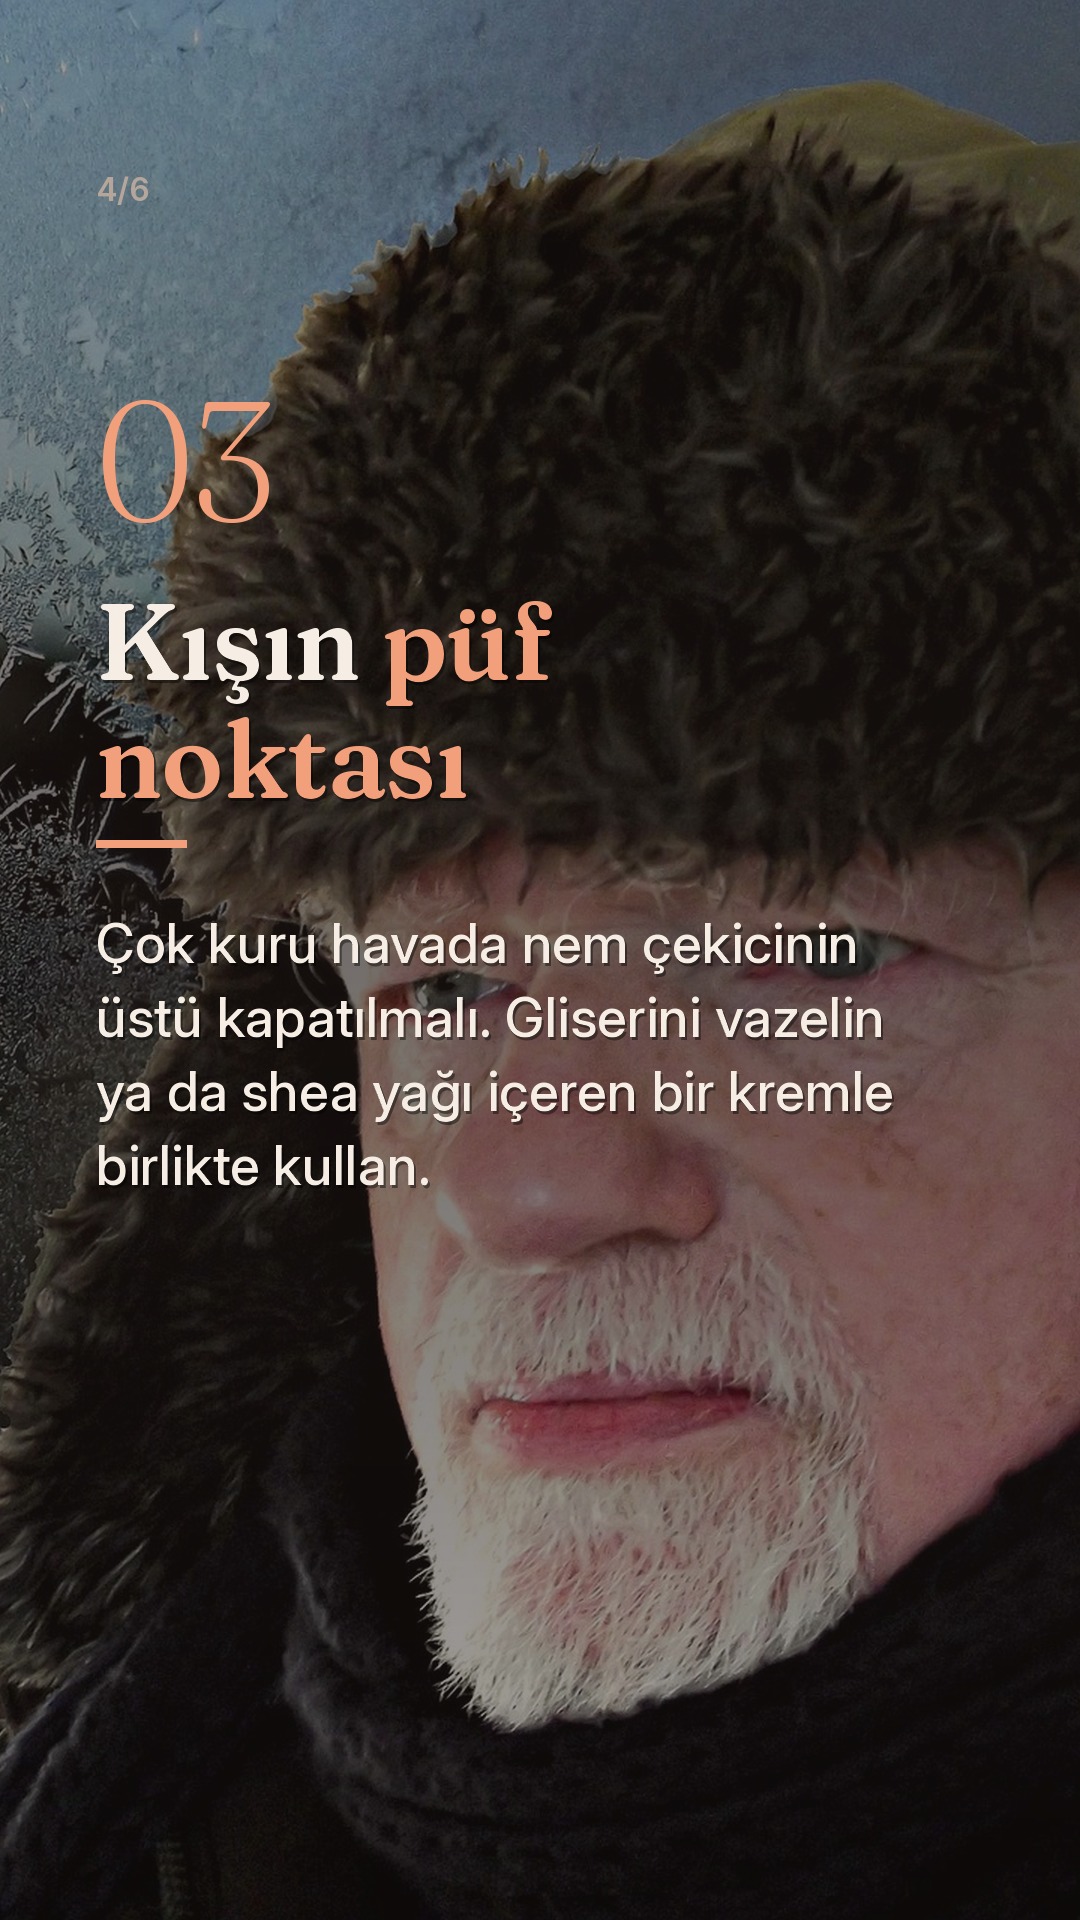 4/6
03
Kışın püf
noktası
Çok kuru havada nem çekicinin
üstü kapatılmalı. Gliserini vazelin
ya da shea yağı içeren bir kremle
birlikte kullan.